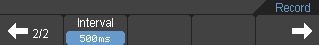 Record
2/2
Interval
500ms